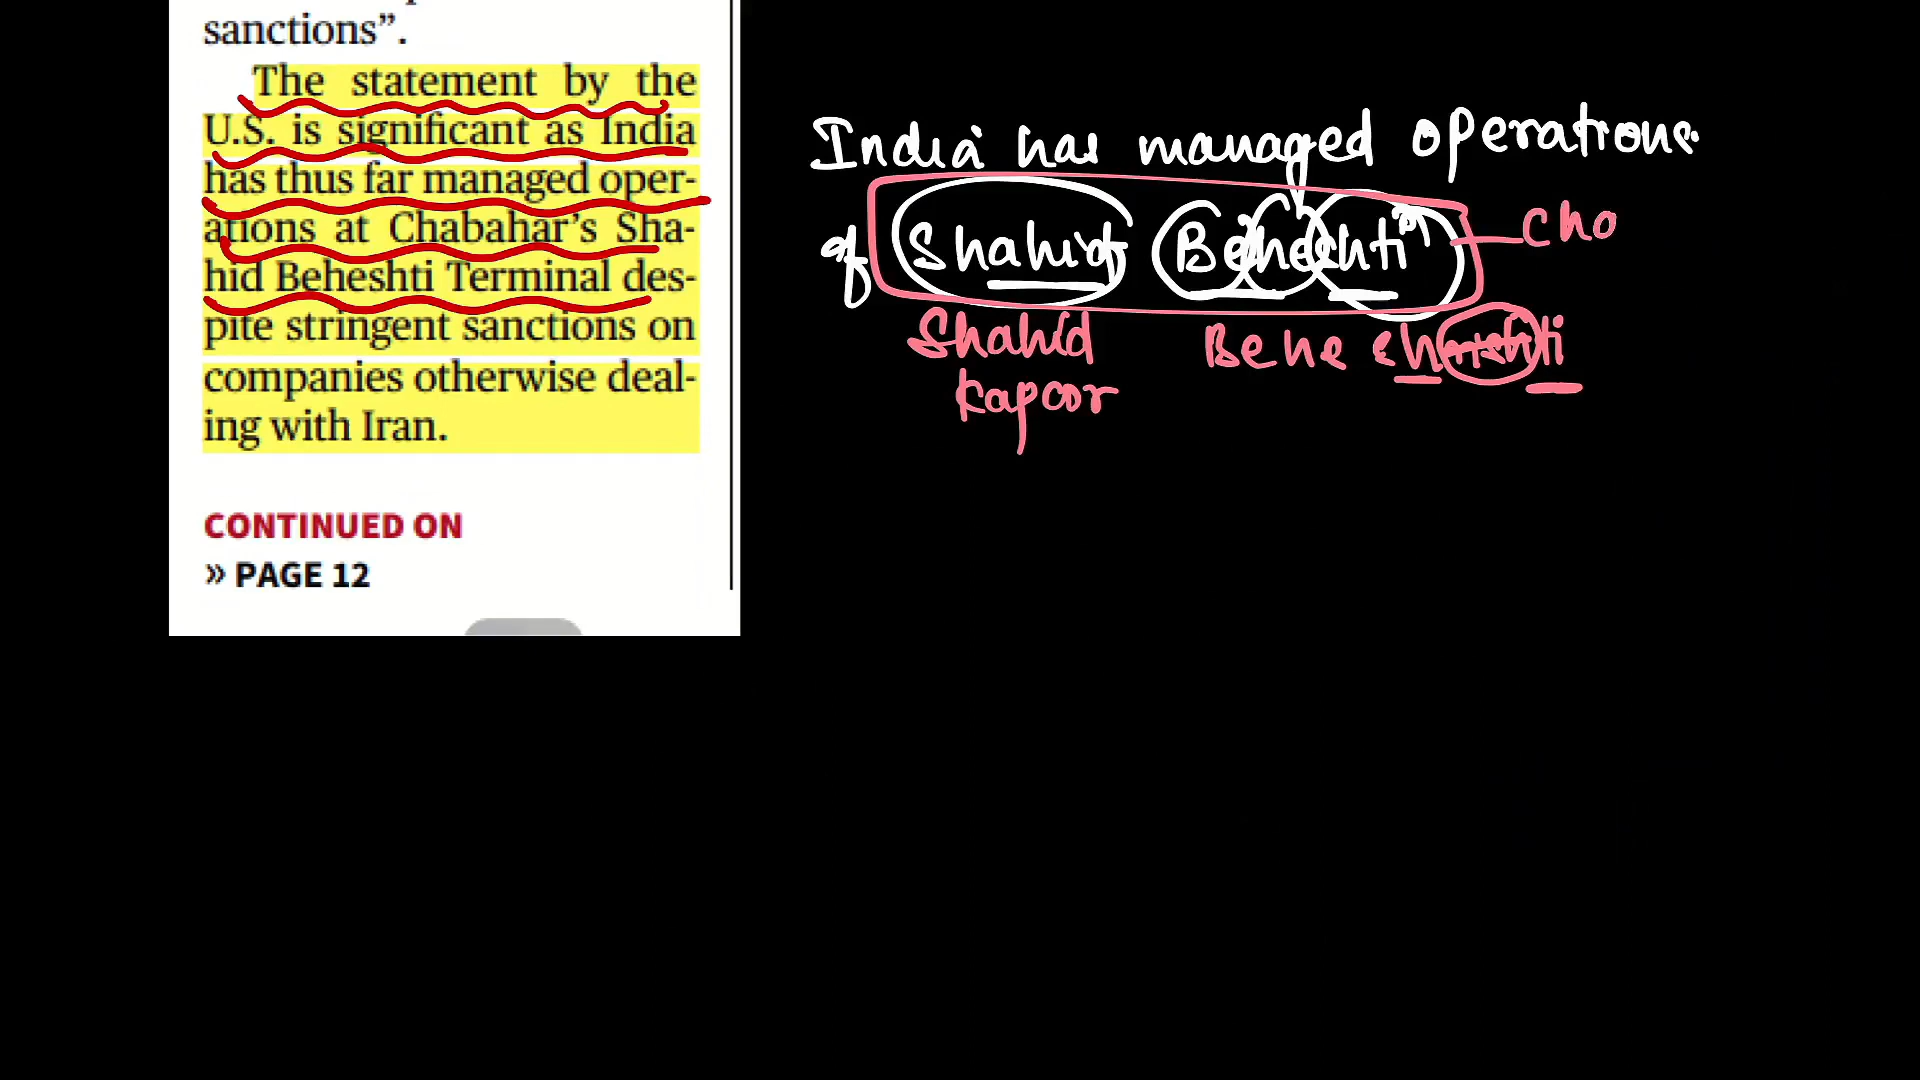 sanctions”.
The statement by the
U.S. is significant as India
has thus far managed oper-
ations at Chabahar’s Sha-
hid Beheshti Terminal des-
pite stringent sanctions on
companies otherwise deal-
ing with Iran.
CONTINUED ON
» PAGE 12
India has managed operations
of Shahid Beheshti
Cha
Shahid
Kapoor
Behe